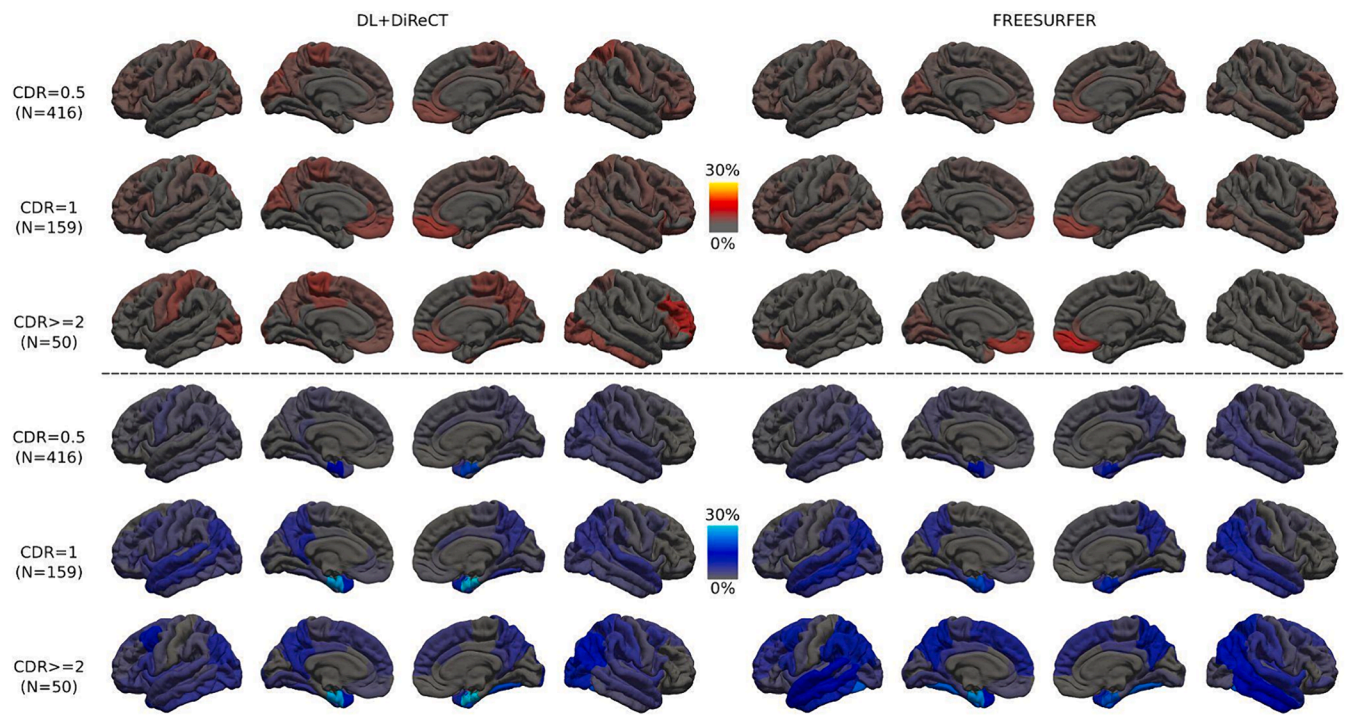 DL+DiReCT FREESURFER
CDR=0.5
(N=416)
CDR=1
(N=159)
30%
0%
CDR>=2
(N=50)
CDR=0.5
(N=416)
CDR=1
(N=159)
30%
0%
CDR>=2
(N=50)